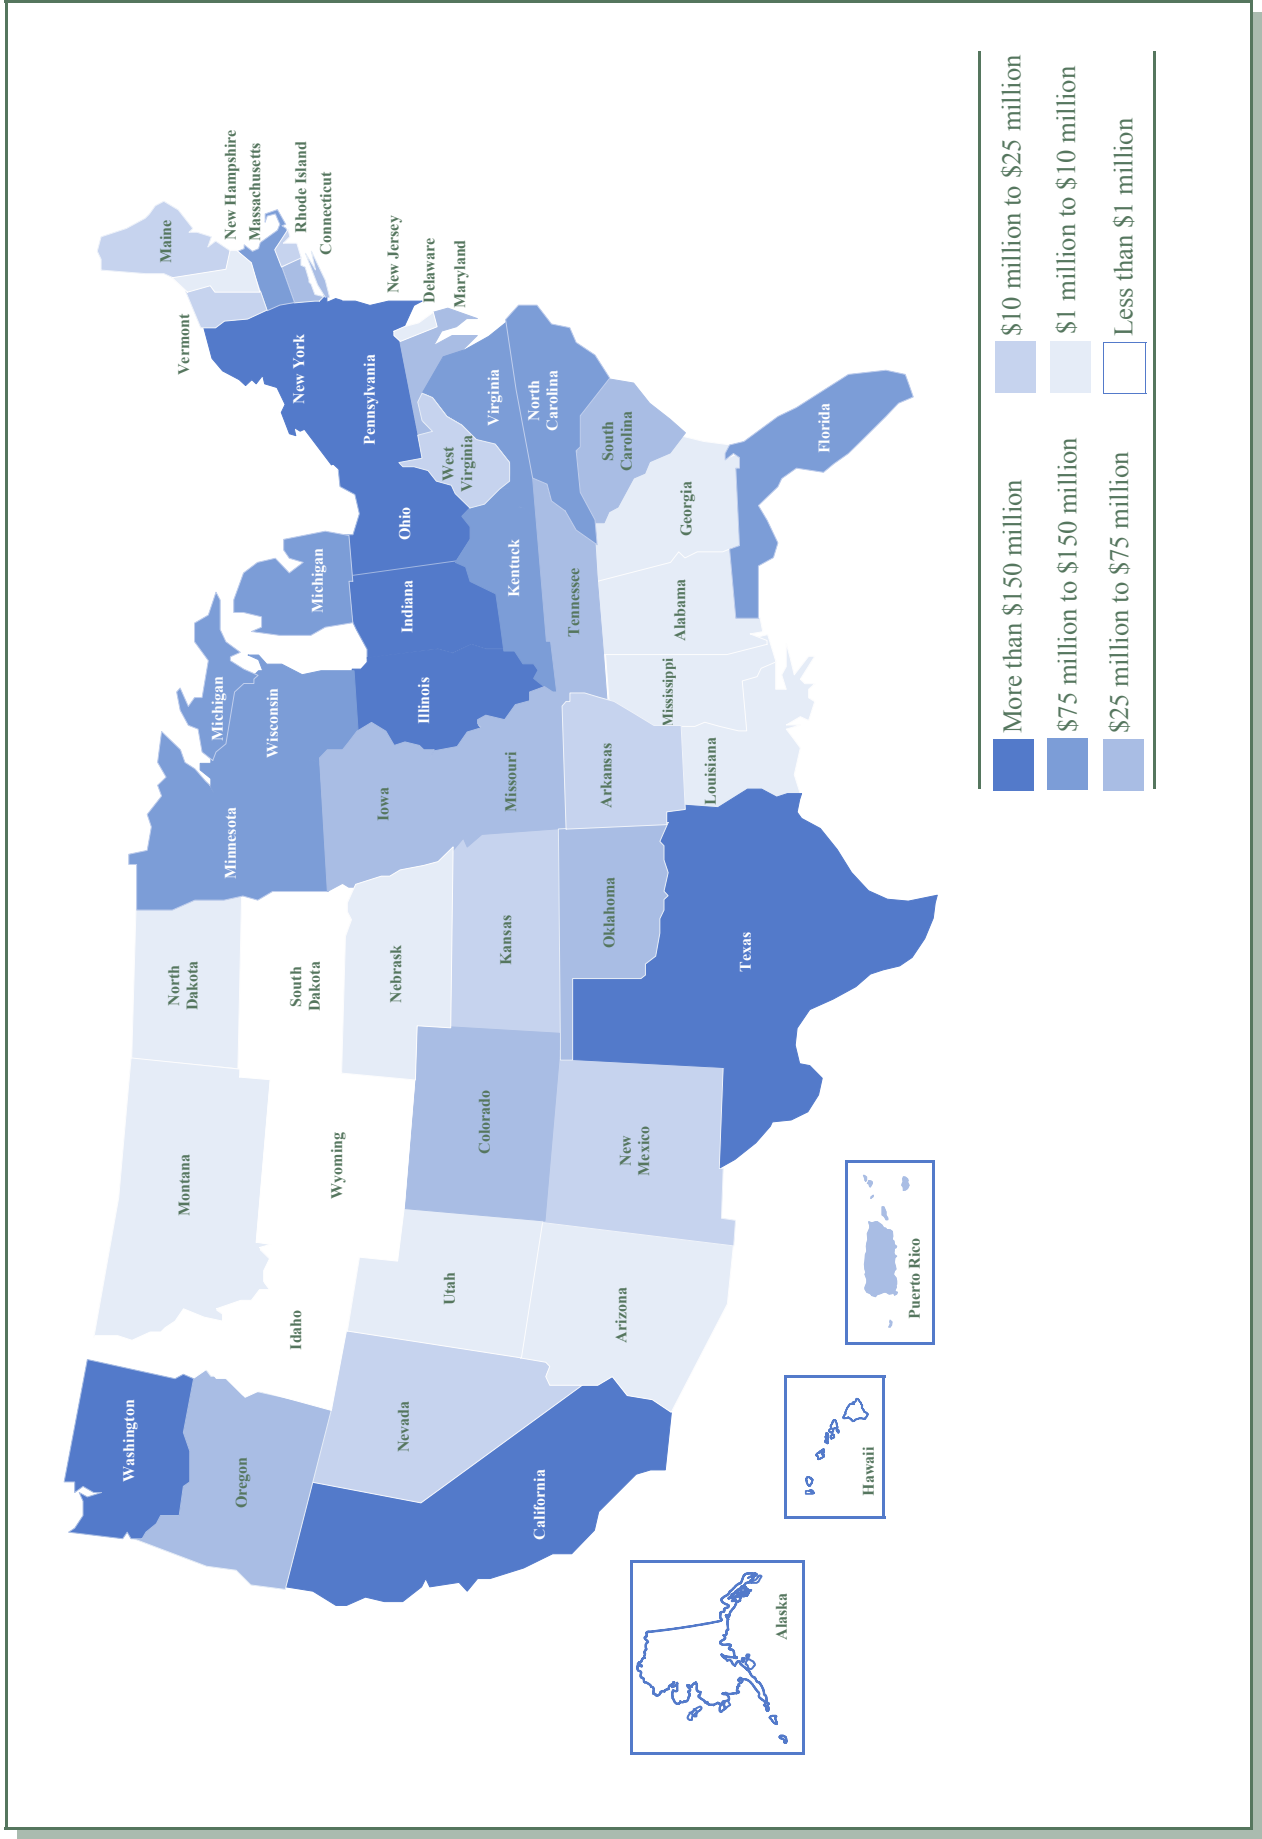 Maine
New Hampshire
Massachusetts
Rhode Island
Connecticut
Vermont
New York
New Jersey
Delaware
Maryland
Pennsylvania
West
Virginia
Virginia
North
Carolina
South
Carolina
Georgia
Florida
Ohio
Michigan
Indiana
Kentuck
Tennessee
Alabama
Mississippi
Michigan
Wisconsin
Illinois
Minnesota
Iowa
Missouri
Arkansas
Louisiana
North
Dakota
South
Dakota
Nebrask
Kansas
Oklahoma
Texas
Montana
Wyoming
Colorado
New
Mexico
Idaho
Utah
Arizona
Washington
Oregon
Nevada
California
Alaska
Hawaii
Puerto Rico
More than $150 million
$75 million to $150 million
$25 million to $75 million
$10 million to $25 million
$1 million to $10 million
Less than $1 million